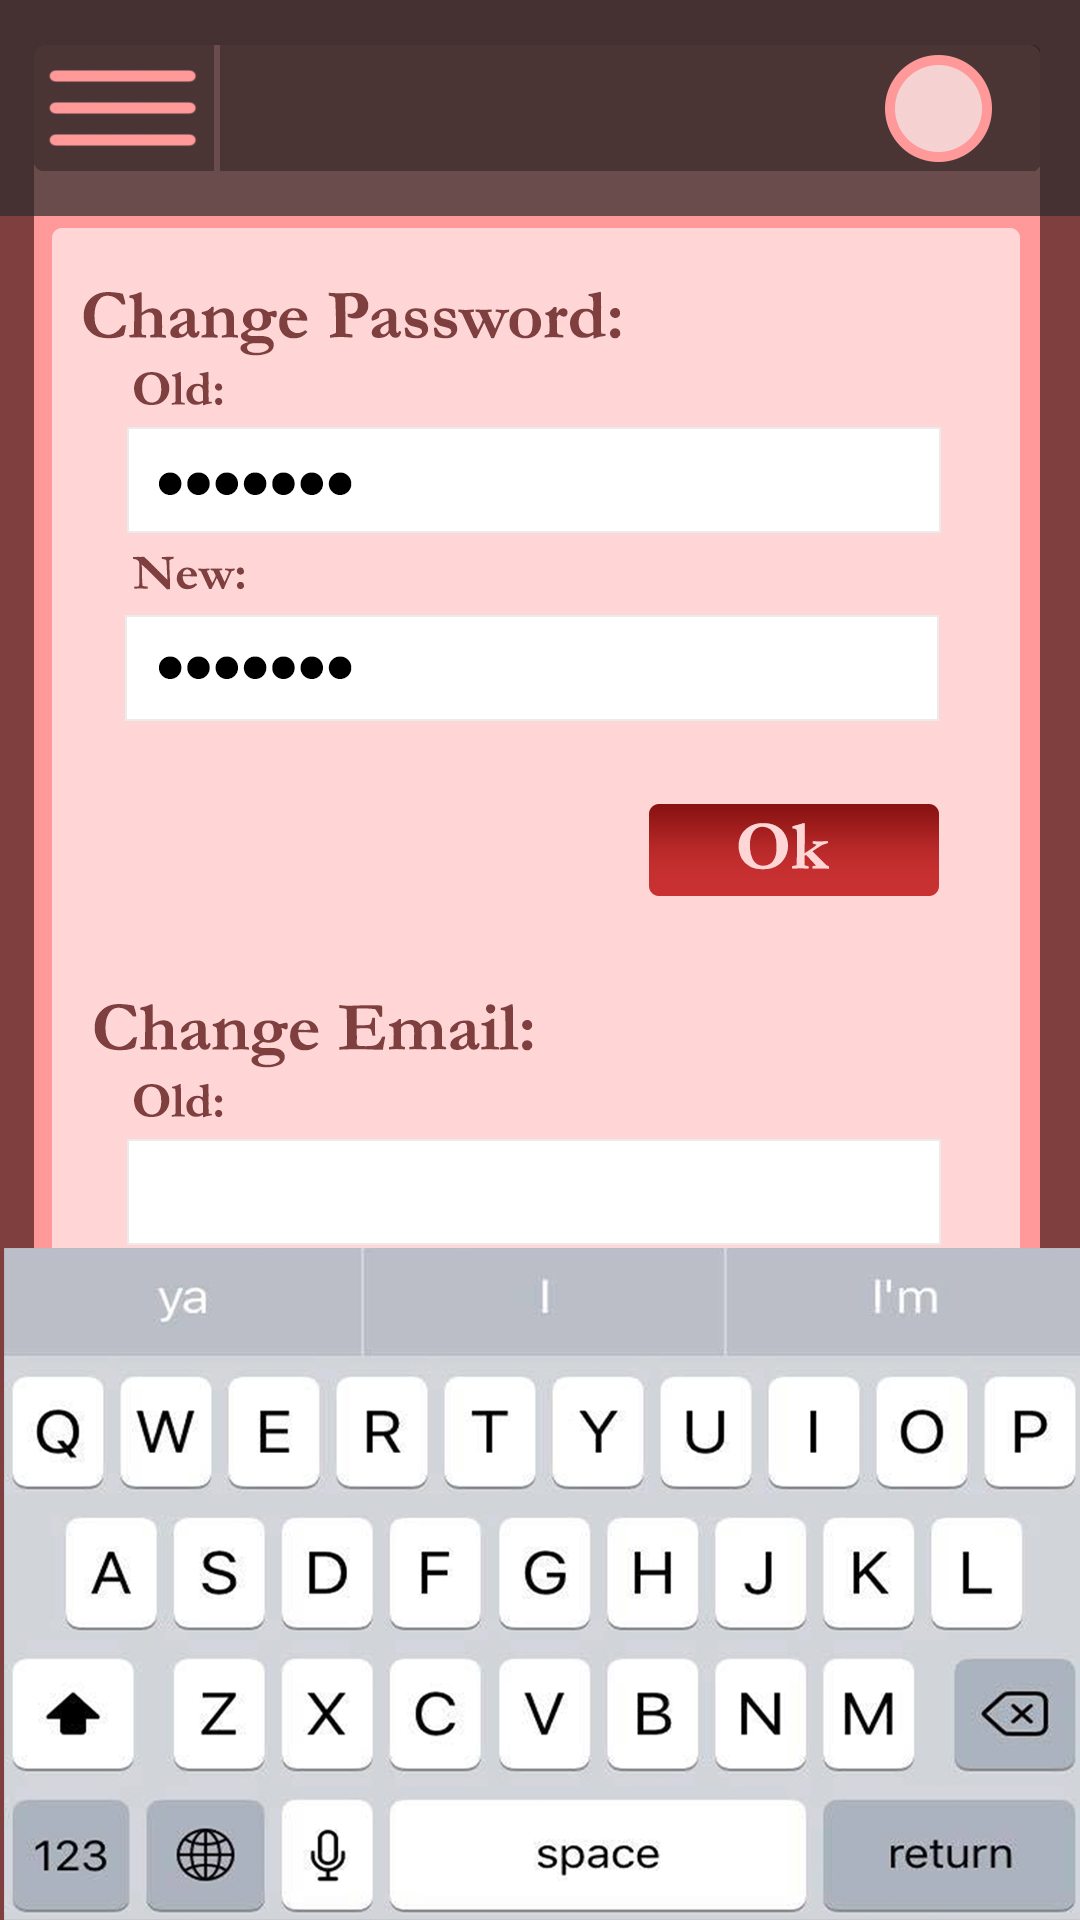 Change Password:
Old:
•••••••
New:
•••••••
Ok
Change Email:
Old:
ya I I'm
Q W E R T Y U I O P
A S D F G H J K L
Z X C V B N M
123 space return